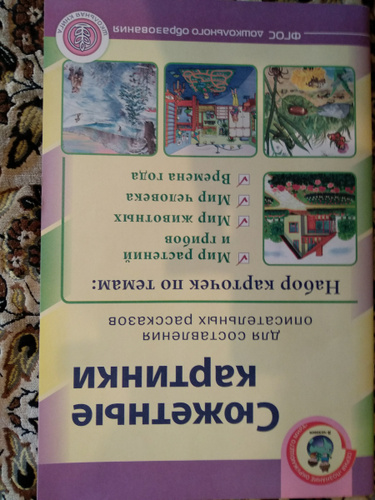 Сюжетные
картинки
для составления
описательных рассказов
Набор карточек по темам:
Мир растений
и грибов
Мир животных
Мир человека
Времена года
ФГОС дошкольного образования